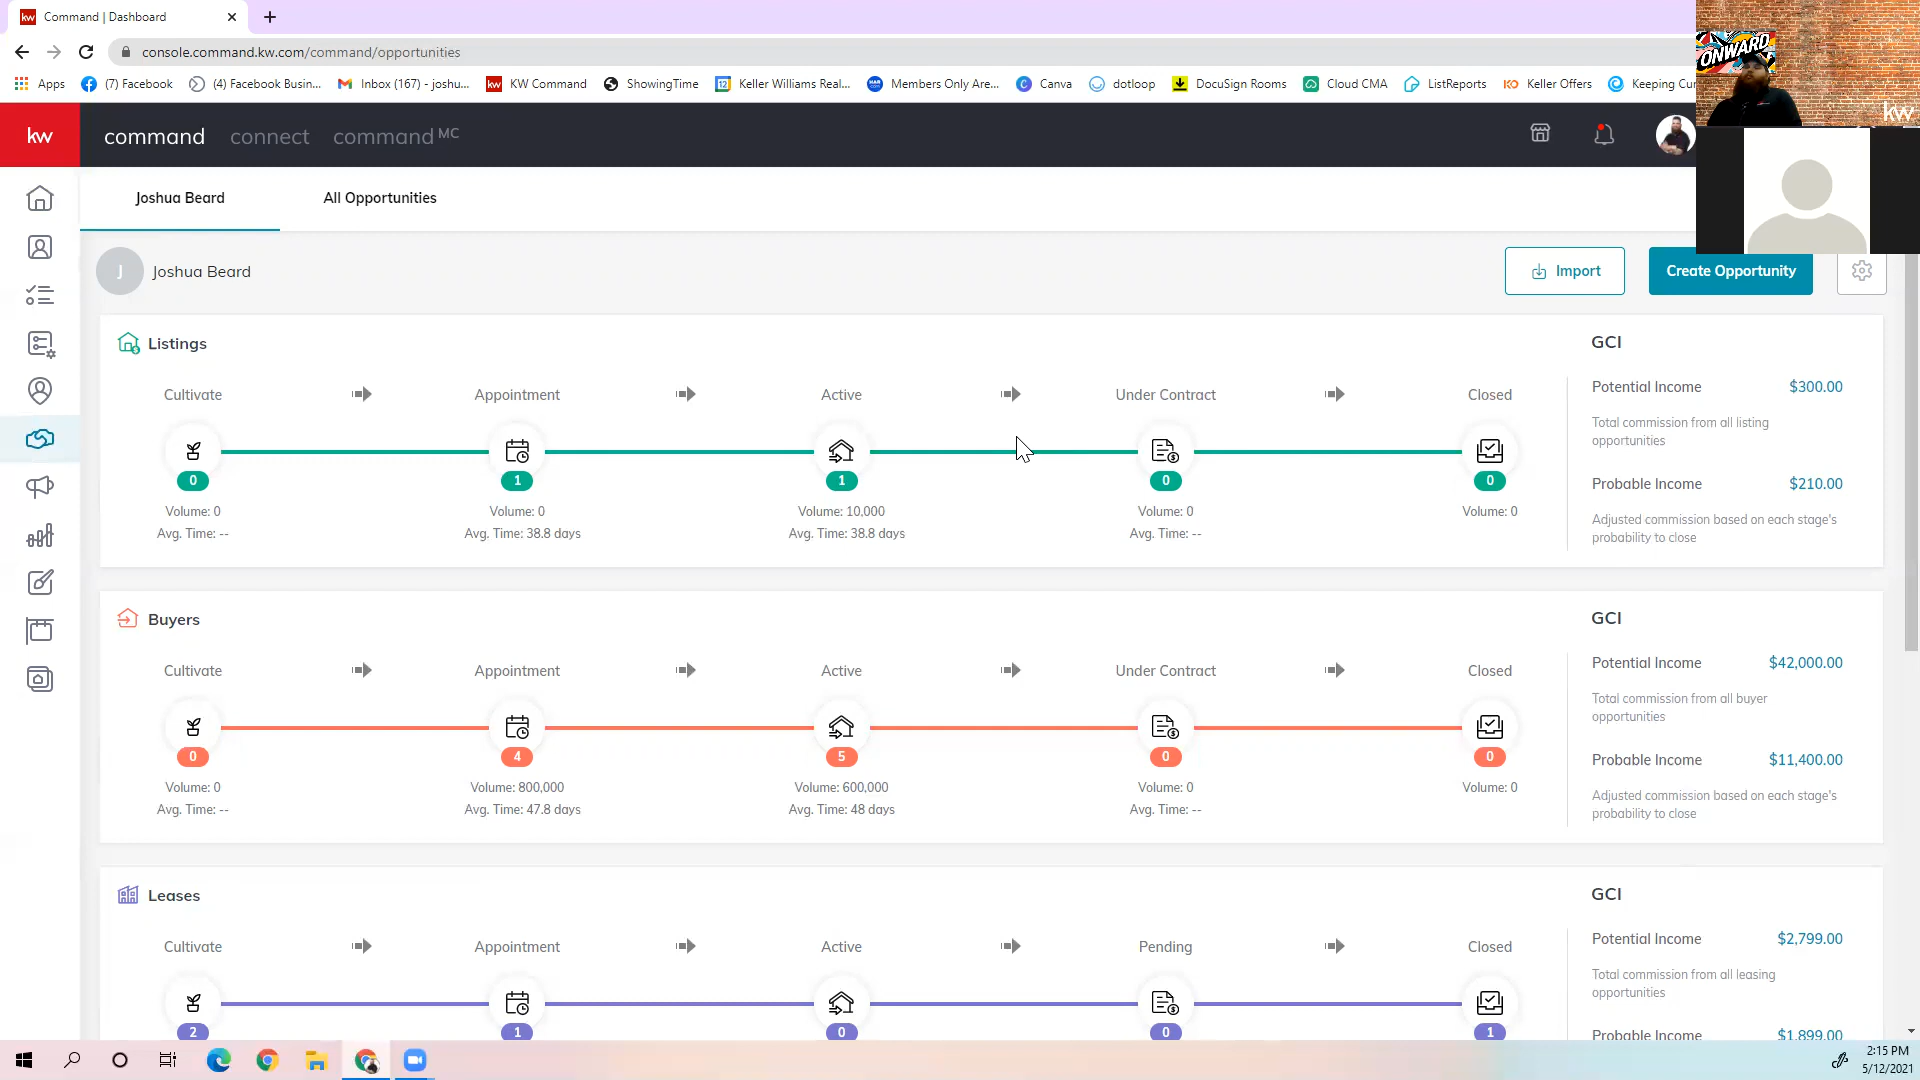 kw Command | Dashboard
console.command.kw.com/command/opportunities
Apps (7) Facebook (4) Facebook Busin... Inbox (167) - joshu... kw KW Command ShowingTime 12 Keller Williams Real... Members Only Are... Canva dotloop DocuSign Rooms Cloud CMA ListReports KO Keller Offers Keeping Cur
ONWARD
kw
kw command connect command MC
Joshua Beard All Opportunities
J Joshua Beard Import Create Opportunity
Listings
Cultivate Appointment Active Under Contract Closed
0 1 1 0 0
Volume: 0 Volume: 0 Volume: 10,000 Volume: 0 Volume: 0
Avg. Time: -- Avg. Time: 38.8 days Avg. Time: 38.8 days Avg. Time: --
GCI
Potential Income $300.00
Total commission from all listing
opportunities
Probable Income $210.00
Adjusted commission based on each stage's
probability to close
Buyers
Cultivate Appointment Active Under Contract Closed
0 4 5 0 0
Volume: 0 Volume: 800,000 Volume: 600,000 Volume: 0 Volume: 0
Avg. Time: -- Avg. Time: 47.8 days Avg. Time: 48 days Avg. Time: --
GCI
Potential Income $42,000.00
Total commission from all buyer
opportunities
Probable Income $11,400.00
Adjusted commission based on each stage's
probability to close
Leases
Cultivate Appointment Active Pending Closed
2 1 0 0 1
GCI
Potential Income $2,799.00
Total commission from all leasing
opportunities
Probable Income $1,899.00
2:15 PM
5/12/2021